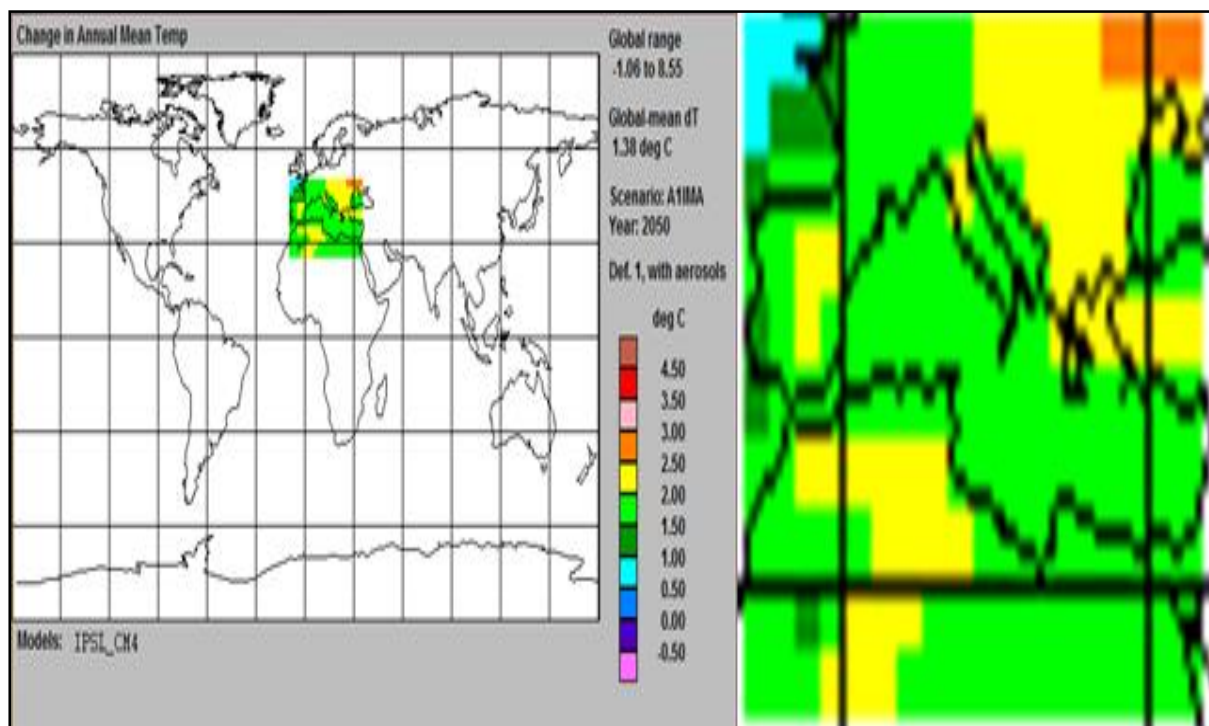 Change in Annual Mean Temp
Global range
-1.06 to 8.55
Global-mean dT
1.38 deg C
Scenario: A1IMA
Year: 2050
Def. 1, with aerosols
deg C
4.50
3.50
3.00
2.50
2.00
1.50
1.00
0.50
0.00
-0.50
Models: IPSL_CM4